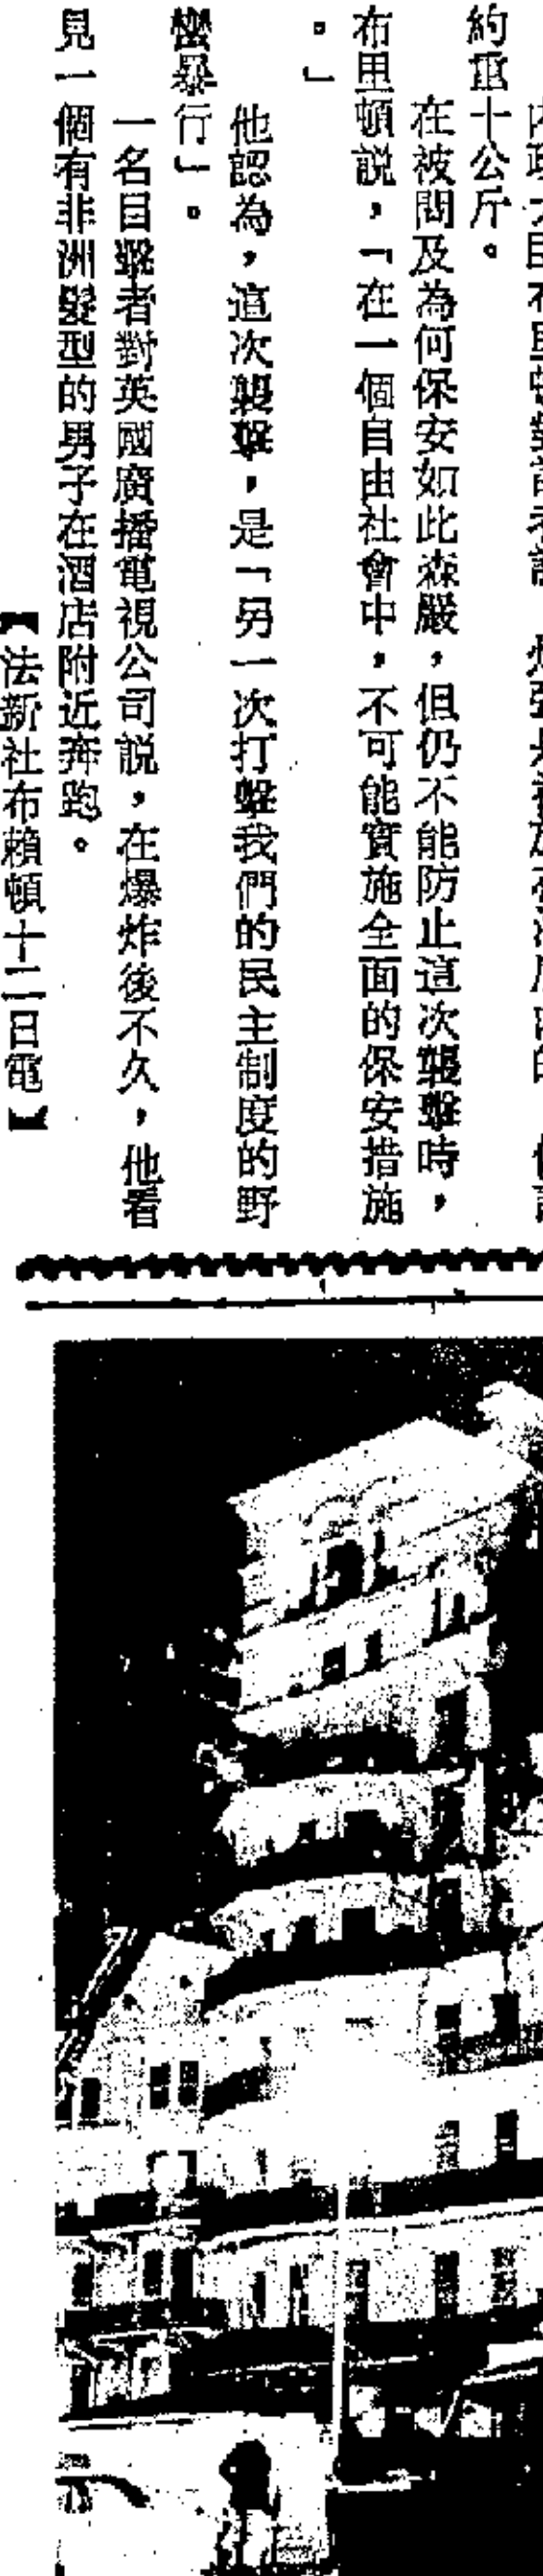 約重十公斤。
在被問及為何保安如此森嚴,但仍不能防止這次襲擊時,
布里頓說,「在一個自由社會中,不可能實施全面的保安措施
。」
他認為,這次襲擊,是「另一次打擊我們的民主制度的野
蠻暴行」。
一名目擊者對英國廣播電視公司說,在爆炸後不久,他看
見一個有非洲髮型的男子在酒店附近奔跑。
【法新社布賴頓十二日電】